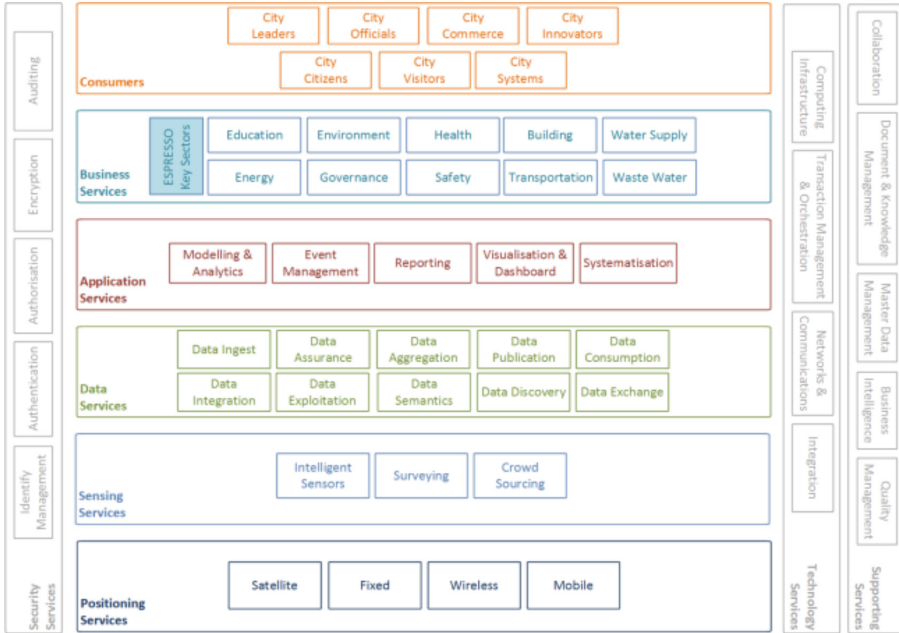 City
Leaders
City
Officials
City
Commerce
City
Innovators
City
Citizens
City
Visitors
City
Systems
Consumers
ESPRESSO
Key Sectors
Education
Environment
Health
Building
Water Supply
Energy
Governance
Safety
Transportation
Waste Water
Business
Services
Modelling &
Analytics
Event
Management
Reporting
Visualisation &
Dashboard
Systematisation
Application
Services
Data Ingest
Data
Assurance
Data
Aggregation
Data
Publication
Data
Consumption
Data
Integration
Data
Exploitation
Data
Semantics
Data Discovery
Data Exchange
Data
Services
Intelligent
Sensors
Surveying
Crowd
Sourcing
Sensing
Services
Satellite
Fixed
Wireless
Mobile
Positioning
Services
Auditing
Encryption
Authorisation
Authentication
Identify
Management
Security
Services
Computing
Infrastructure
Transaction Management
& Orchestration
Networks &
Communications
Integration
Technology
Services
Collaboration
Document & Knowledge
Management
Master Data
Management
Business
Intelligence
Quality
Management
Supporting
Services